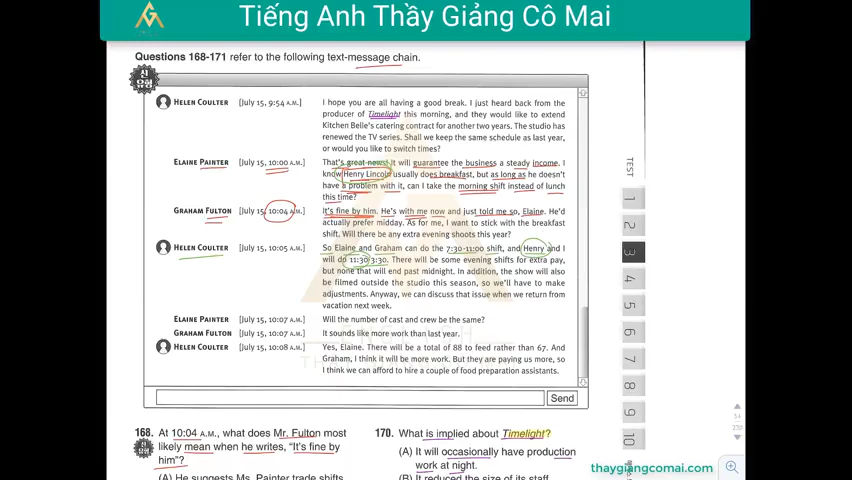 Tiếng Anh Thầy Giảng Cô Mai
Questions 168-171 refer to the following text-message chain.
신
유형
HELEN COULTER [July 15, 9:54 A.M.] I hope you are all having a good break. I just heard back from the
producer of Timelight this morning, and they would like to extend
Kitchen Belle's catering contract for another two years. The studio has
renewed the TV series. Shall we keep the same schedule as last year,
or would you like to switch times?
ELAINE PAINTER [July 15, 10:00 A.M.] That's great news! It will guarantee the business a steady income. I
know Henry Lincoln usually does breakfast, but as long as he doesn't
have a problem with it, can I take the morning shift instead of lunch
this time?
GRAHAM FULTON [July 15, 10:04 A.M.] It's fine by him. He's with me now and just told me so, Elaine. He'd
actually prefer midday. As for me, I want to stick with the breakfast
shift. Will there be any extra evening shoots this year?
HELEN COULTER [July 15, 10:05 A.M.] So Elaine and Graham can do the 7:30-11:00 shift, and Henry and I
will do 11:30-3:30. There will be some evening shifts for extra pay,
but none that will end past midnight. In addition, the show will also
be filmed outside the studio this season, so we'll have to make
adjustments. Anyway, we can discuss that issue when we return from
vacation next week.
ELAINE PAINTER [July 15, 10:07 A.M.] Will the number of cast and crew be the same?
GRAHAM FULTON [July 15, 10:07 A.M.] It sounds like more work than last year.
HELEN COULTER [July 15, 10:08 A.M.] Yes, Elaine. There will be a total of 88 to feed rather than 67. And
Graham, I think it will be more work. But they are paying us more, so
I think we can afford to hire a couple of food preparation assistants.
Send
168. At 10:04 A.M., what does Mr. Fulton most
likely mean when he writes, "It's fine by
him"?
(A) He suggests Ms. Painter trade shifts
170. What is implied about Timelight?
(A) It will occasionally have production
work at night.
(B) It reduced the size of its staff
TEST
1
2
3
4
5
6
7
8
9
10
thaygiangcomai.com